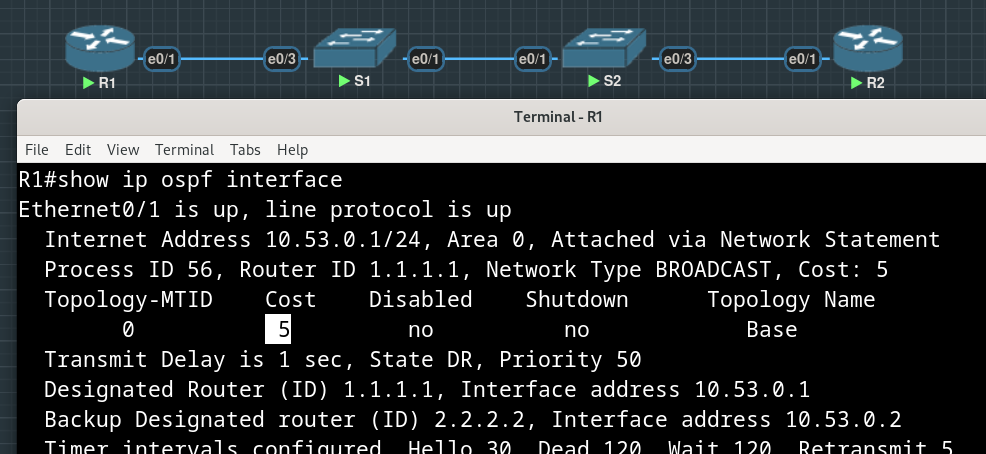 e0/1 e0/3 e0/1 e0/1 e0/3 e0/1
R1 S1 S2 R2
Terminal - R1
File Edit View Terminal Tabs Help
R1#show ip ospf interface
Ethernet0/1 is up, line protocol is up
Internet Address 10.53.0.1/24, Area 0, Attached via Network Statement
Process ID 56, Router ID 1.1.1.1, Network Type BROADCAST, Cost: 5
Topology-MTID Cost Disabled Shutdown Topology Name
0 5 no no Base
Transmit Delay is 1 sec, State DR, Priority 50
Designated Router (ID) 1.1.1.1, Interface address 10.53.0.1
Backup Designated router (ID) 2.2.2.2, Interface address 10.53.0.2
Timer intervals configured, Hello 30, Dead 120, Wait 120, Retransmit 5